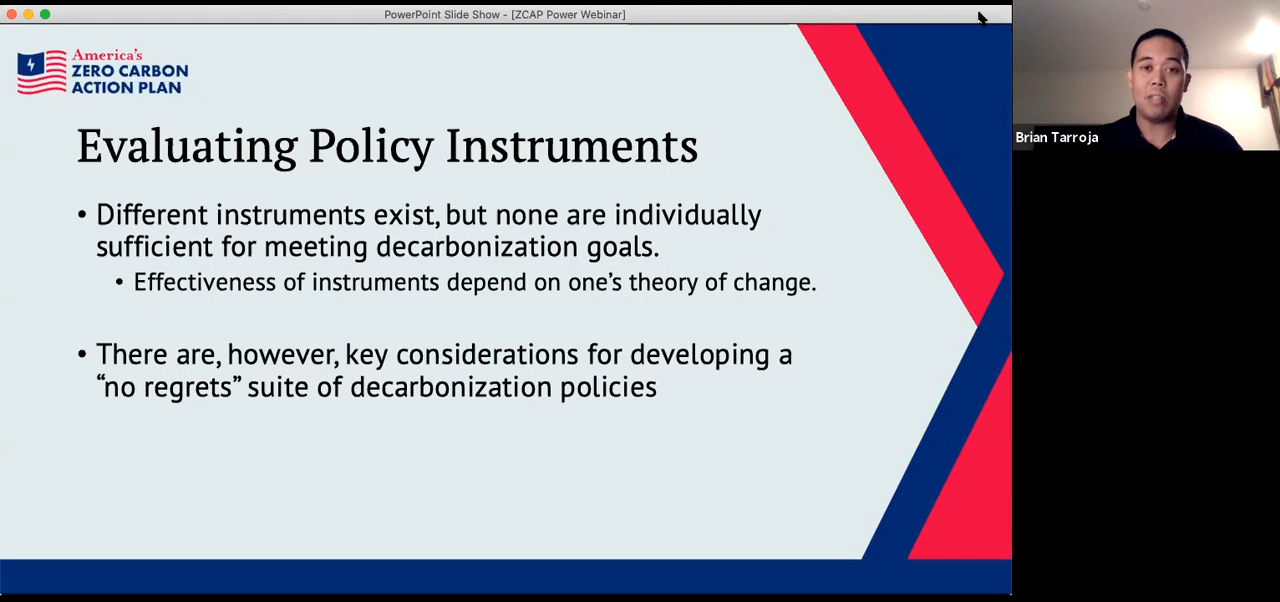 PowerPoint Slide Show - [ZCAP Power Webinar]
America's
ZERO CARBON
ACTION PLAN
Evaluating Policy Instruments
• Different instruments exist, but none are individually
sufficient for meeting decarbonization goals.
• Effectiveness of instruments depend on one’s theory of change.
• There are, however, key considerations for developing a
“no regrets” suite of decarbonization policies
Brian Tarroja